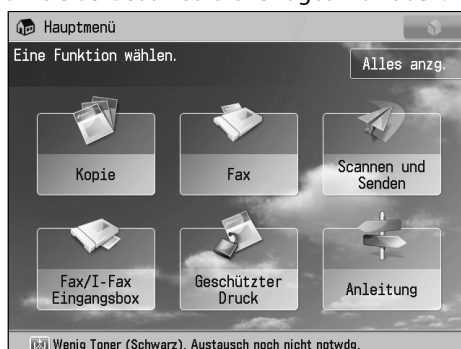 Hauptmenü
Eine Funktion wählen.
Alles anzg.
Kopie
Fax
Scannen und
Senden
Fax/I-Fax
Eingangsbox
Geschützter
Druck
Anleitung
Wenig Toner (Schwarz). Austausch noch nicht notwdg.